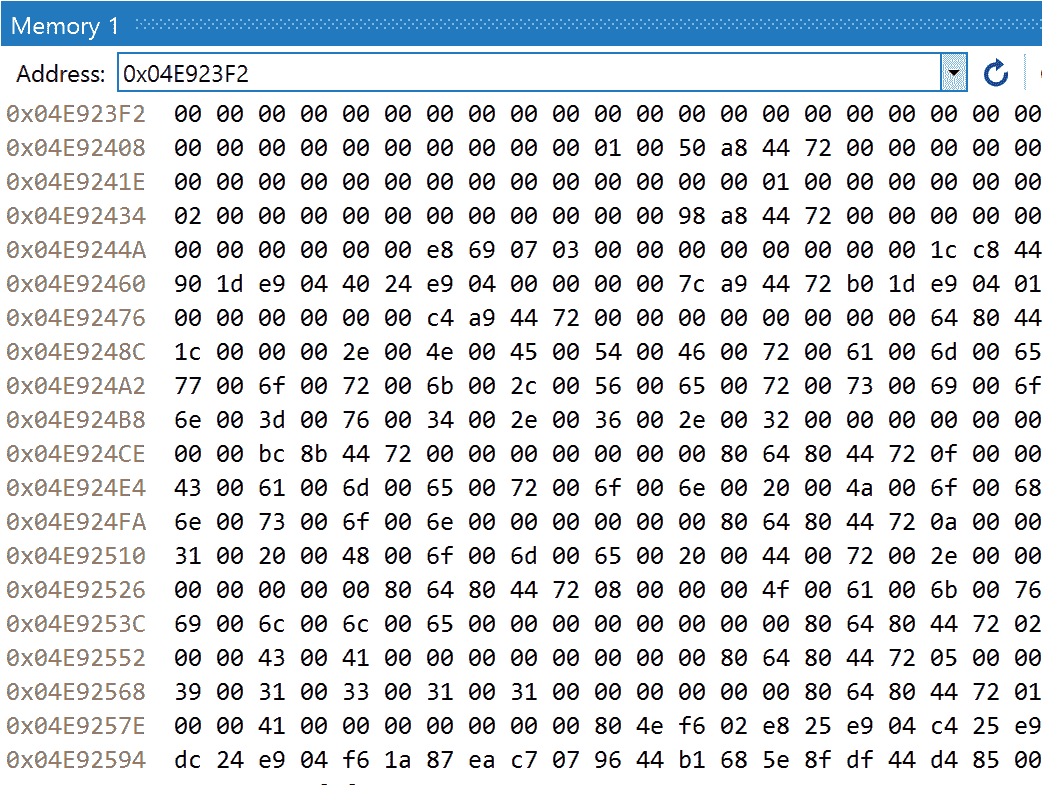 Memory 1
Address: 0x04E923F2
0x04E923F2 00 00 00 00 00 00 00 00 00 00 00 00 00 00 00 00 00 00 00 00 00
0x04E92408 00 00 00 00 00 00 00 00 00 00 01 00 50 a8 44 72 00 00 00 00 00
0x04E9241E 00 00 00 00 00 00 00 00 00 00 00 00 00 00 01 00 00 00 00 00 00
0x04E92434 02 00 00 00 00 00 00 00 00 00 00 00 98 a8 44 72 00 00 00 00 00
0x04E9244A 00 00 00 00 00 00 e8 69 07 03 00 00 00 00 00 00 00 00 1c c8 44
0x04E92460 90 1d e9 04 40 24 e9 04 00 00 00 00 7c a9 44 72 b0 1d e9 04 01
0x04E92476 00 00 00 00 00 00 c4 a9 44 72 00 00 00 00 00 00 00 00 64 80 44
0x04E9248C 1c 00 00 00 2e 00 4e 00 45 00 54 00 46 00 72 00 61 00 6d 00 65
0x04E924A2 77 00 6f 00 72 00 6b 00 2c 00 56 00 65 00 72 00 73 00 69 00 6f
0x04E924B8 6e 00 3d 00 76 00 34 00 2e 00 36 00 2e 00 32 00 00 00 00 00 00
0x04E924CE 00 00 bc 8b 44 72 00 00 00 00 00 00 00 80 64 80 44 72 0f 00 00
0x04E924E4 43 00 61 00 6d 00 65 00 72 00 6f 00 6e 00 20 00 4a 00 6f 00 68
0x04E924FA 6e 00 73 00 6f 00 6e 00 00 00 00 00 00 80 64 80 44 72 0a 00 00
0x04E92510 31 00 20 00 48 00 6f 00 6d 00 65 00 20 00 44 00 72 00 2e 00 00
0x04E92526 00 00 00 00 00 80 64 80 44 72 08 00 00 00 4f 00 61 00 6b 00 76
0x04E9253C 69 00 6c 00 6c 00 65 00 00 00 00 00 00 00 00 80 64 80 44 72 02
0x04E92552 00 00 43 00 41 00 00 00 00 00 00 00 00 80 64 80 44 72 05 00 00
0x04E92568 39 00 31 00 33 00 31 00 31 00 00 00 00 00 00 80 64 80 44 72 01
0x04E9257E 00 00 41 00 00 00 00 00 00 00 80 4e f6 02 e8 25 e9 04 c4 25 e9
0x04E92594 dc 24 e9 04 f6 1a 87 ea c7 07 96 44 b1 68 5e 8f df 44 d4 85 00